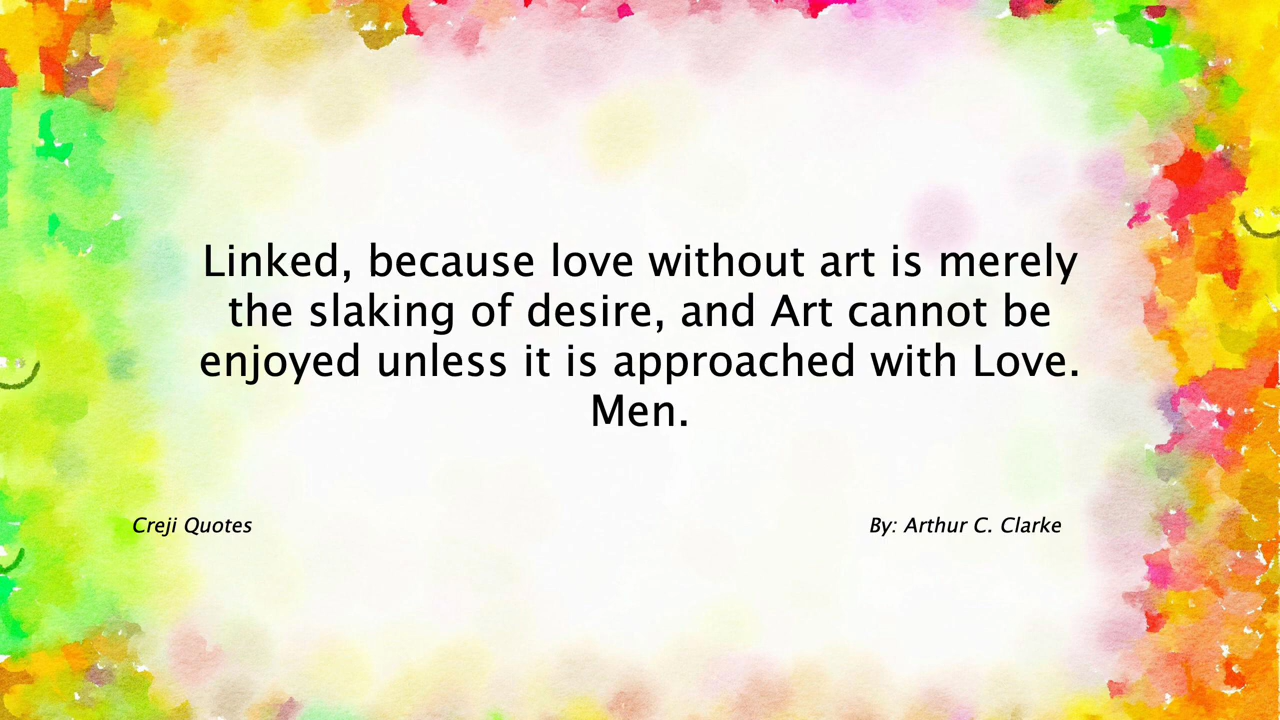 Linked, because love without art is merely
the slaking of desire, and Art cannot be
enjoyed unless it is approached with Love.
Men.
Creji Quotes
By: Arthur C. Clarke